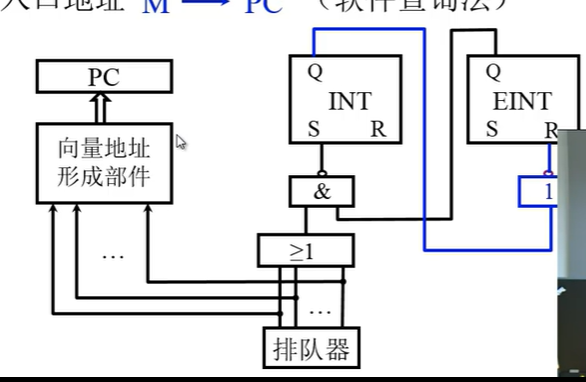 入口地址 M → PC （软件查询法）
PC
向量地址
形成部件
…
Q
INT
S R
&
≥1
…
排队器
Q
EINT
S R
1